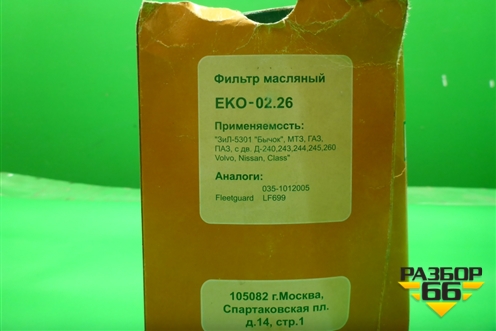 Фильтр масляный
EKO-02.26
Применяемость:
"ЗиЛ-5301 "Бычок", МТЗ, ГАЗ,
ПАЗ, с дв. Д-240,243,244,245,260
Volvo, Nissan, Class"
Аналоги:
035-1012005
Fleetguard LF699
105082 г.Москва,
Спартаковская пл.
д.14, стр.1
РАЗБОР
66